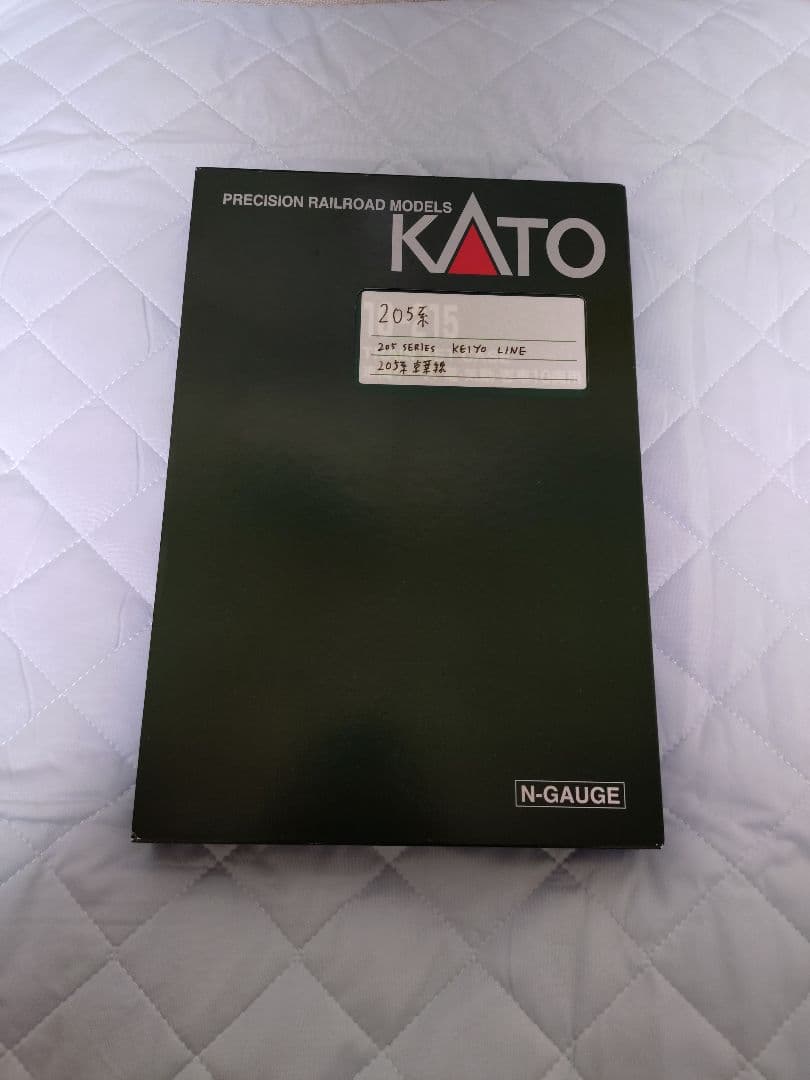 PRECISION RAILROAD MODELS
KATO
205系
205 SERIES KEIYO LINE
205系京葉線
N-GAUGE